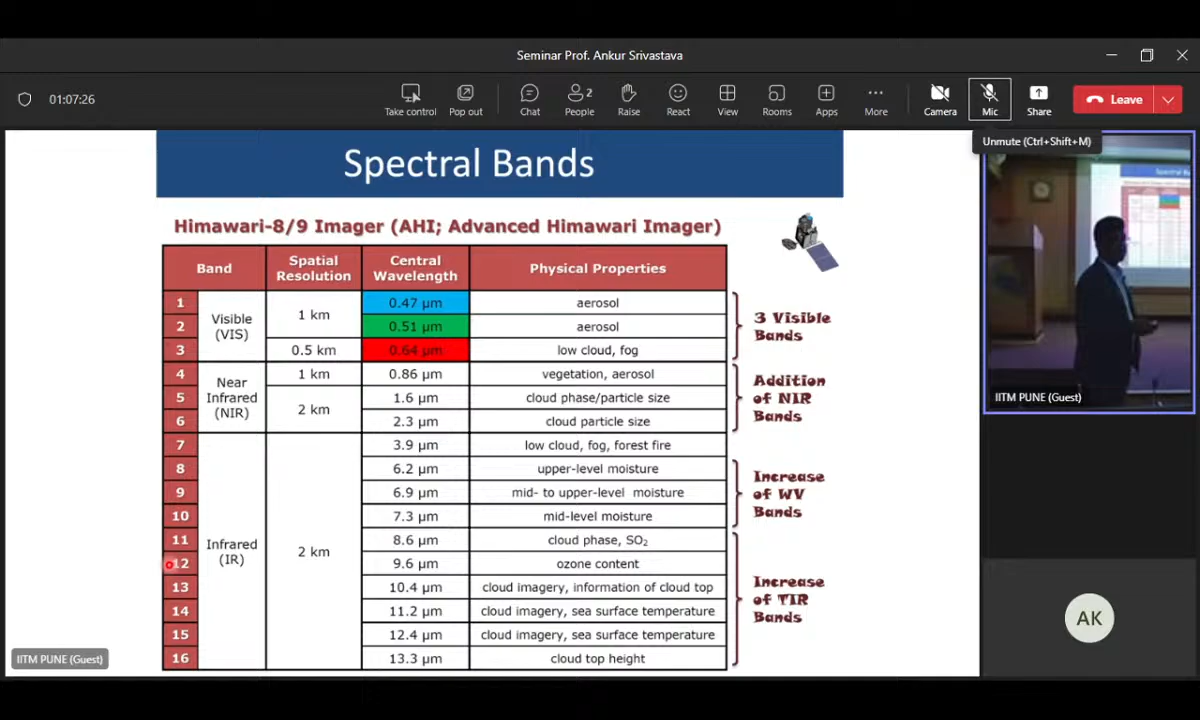 Seminar Prof. Ankur Srivastava
01:07:26
Take control
Pop out
Chat
2
People
Raise
React
View
Rooms
Apps
More
Camera
Mic
Share
Leave
Unmute (Ctrl+Shift+M)
Spectral Bands
Himawari-8/9 Imager (AHI; Advanced Himawari Imager)
Band Spatial Resolution Central Wavelength Physical Properties
1 Visible (VIS) 1 km 0.47 µm aerosol
2 0.51 µm aerosol
3 0.5 km 0.64 µm low cloud, fog
4 Near Infrared (NIR) 1 km 0.86 µm vegetation, aerosol
5 2 km 1.6 µm cloud phase/particle size
6 2.3 µm cloud particle size
7 Infrared (IR) 2 km 3.9 µm low cloud, fog, forest fire
8 6.2 µm upper-level moisture
9 6.9 µm mid- to upper-level moisture
10 7.3 µm mid-level moisture
11 8.6 µm cloud phase, SO₂
12 9.6 µm ozone content
13 10.4 µm cloud imagery, information of cloud top
14 11.2 µm cloud imagery, sea surface temperature
15 12.4 µm cloud imagery, sea surface temperature
16 13.3 µm cloud top height
3 Visible
Bands
Addition
of NIR
Bands
Increase
of WV
Bands
Increase
of TIR
Bands
IITM PUNE (Guest)
AK
IITM PUNE (Guest)